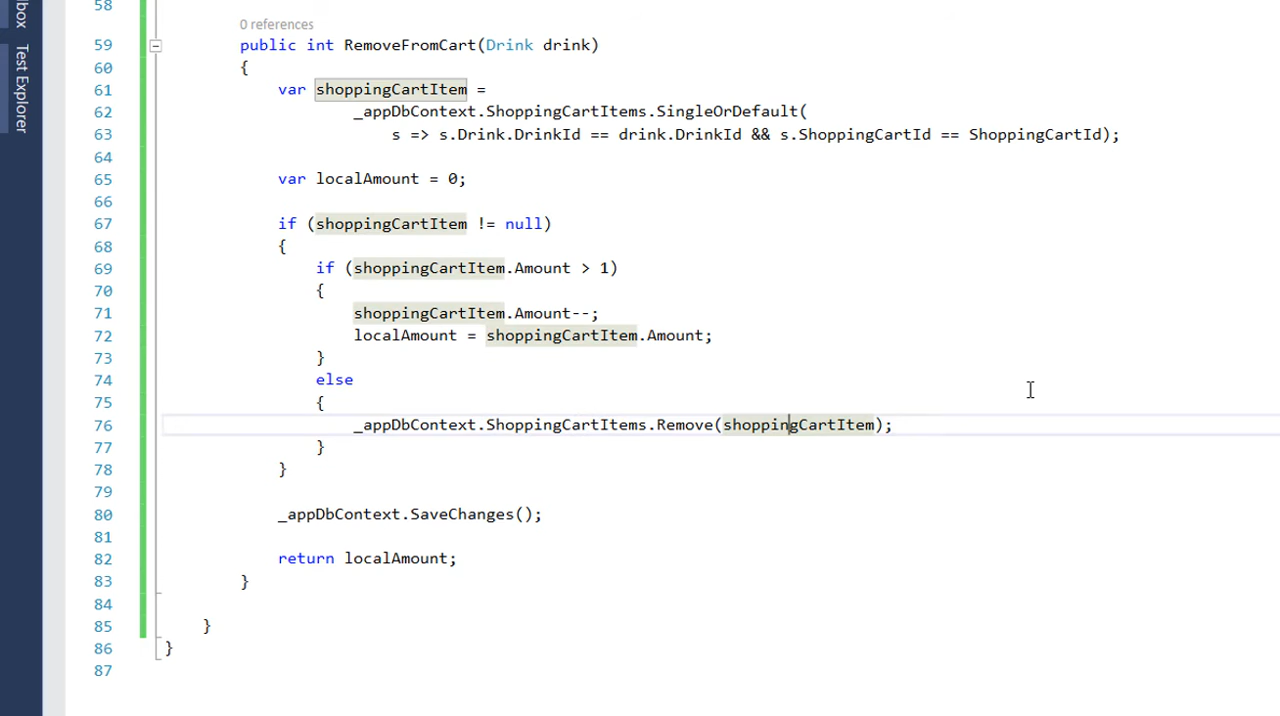 lbox
Test Explorer
58
0 references
59 public int RemoveFromCart(Drink drink)
60 {
61 var shoppingCartItem =
62 _appDbContext.ShoppingCartItems.SingleOrDefault(
63 s => s.Drink.DrinkId == drink.DrinkId && s.ShoppingCartId == ShoppingCartId);
64
65 var localAmount = 0;
66
67 if (shoppingCartItem != null)
68 {
69 if (shoppingCartItem.Amount > 1)
70 {
71 shoppingCartItem.Amount--;
72 localAmount = shoppingCartItem.Amount;
73 }
74 else
75 {
76 _appDbContext.ShoppingCartItems.Remove(shoppingCartItem);
77 }
78 }
79
80 _appDbContext.SaveChanges();
81
82 return localAmount;
83 }
84
85 }
86 }
87